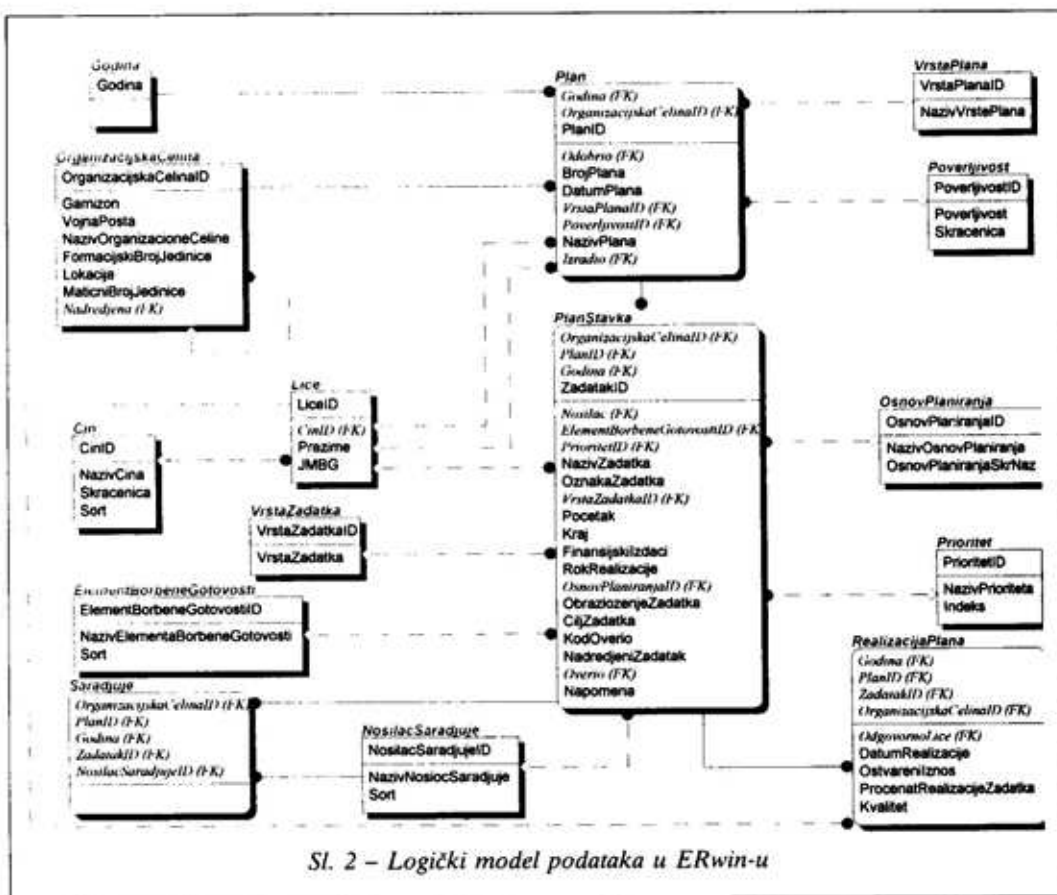 Godina
Godina
OrganizacijskaCelina
OrganizacijskaCelinaID
Garnizon
VojnaPosta
NazivOrganizacioneCeline
FormacijskiBrojJedinice
Lokacija
MaticniBrojJedinice
Nadredjena (FK)
Cin
CinID
NazivCina
Skracenica
Sort
Lice
LiceID
CinID (FK)
Prezime
JMBG
VrstaZadatka
VrstaZadatkaID
VrstaZadatka
ElementBorbeneGotovosti
ElementBorbeneGotovostiID
NazivElementaBorbeneGotovosti
Sort
Saradjuje
OrganizacijskaCelinaID (FK)
PlanID (FK)
Godina (FK)
ZadatakID (FK)
NosilacSaradjujeID (FK)
NosilacSaradjuje
NosilacSaradjujeID
NazivNosiocSaradjuje
Sort
Plan
Godina (FK)
OrganizacijskaCelinaID (FK)
PlanID
Odobrio (FK)
BrojPlana
DatumPlana
VrstaPlanaID (FK)
PoverljivostID (FK)
NazivPlana
Izradio (FK)
PlanStavka
OrganizacijskaCelinaID (FK)
PlanID (FK)
Godina (FK)
ZadatakID
Nosilac (FK)
ElementBorbeneGotovostiID (FK
PrioritetID (FK)
NazivZadatka
OznakaZadatka
VrstaZadatkaID (FK)
Pocetak
Kraj
FinansijskiIzdaci
RokRealizacije
OsnovPlaniranjaID (FK)
ObrazlozenjeZadatka
CiljZadatka
KodOverio
NadredjeniZadatak
Overio (FK)
Napomena
VrstaPlana
VrstaPlanaID
NazivVrstePlana
Poverljivost
PoverljivostID
Poverljivost
Skracenica
OsnovPlaniranja
OsnovPlaniranjaID
NazivOsnovPlaniranja
OsnovPlaniranjaSkrNaz
Prioritet
PrioritetID
NazivPrioriteta
Indeks
RealizacijaPlana
Godina (FK)
PlanID (FK)
ZadatakID (FK)
OrganizacijskaCelinaID (FK)
OdgovornoLice (FK)
DatumRealizacije
OstvareniIznos
ProcenatRealizacijeZadatka
Kvalitet
Sl. 2 – Logički model podataka u ERwin-u